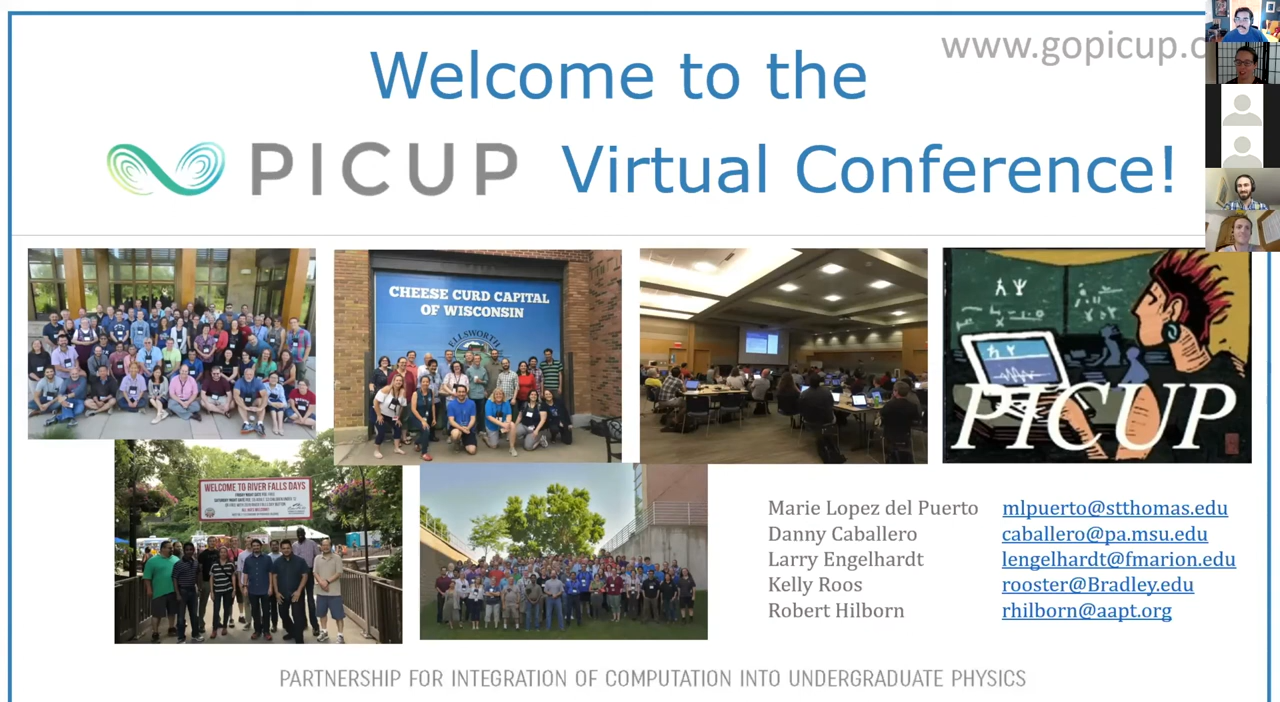 www.gopicup.o
Welcome to the
PICUP Virtual Conference!
CHEESE CURD CAPITAL
OF WISCONSIN
ELLSWORTH
PICUP
WELCOME TO RIVER FALLS DAYS
Marie Lopez del Puerto mlpuerto@stthomas.edu
Danny Caballero caballero@pa.msu.edu
Larry Engelhardt lengelhardt@fmarion.edu
Kelly Roos rooster@Bradley.edu
Robert Hilborn rhilborn@aapt.org
PARTNERSHIP FOR INTEGRATION OF COMPUTATION INTO UNDERGRADUATE PHYSICS